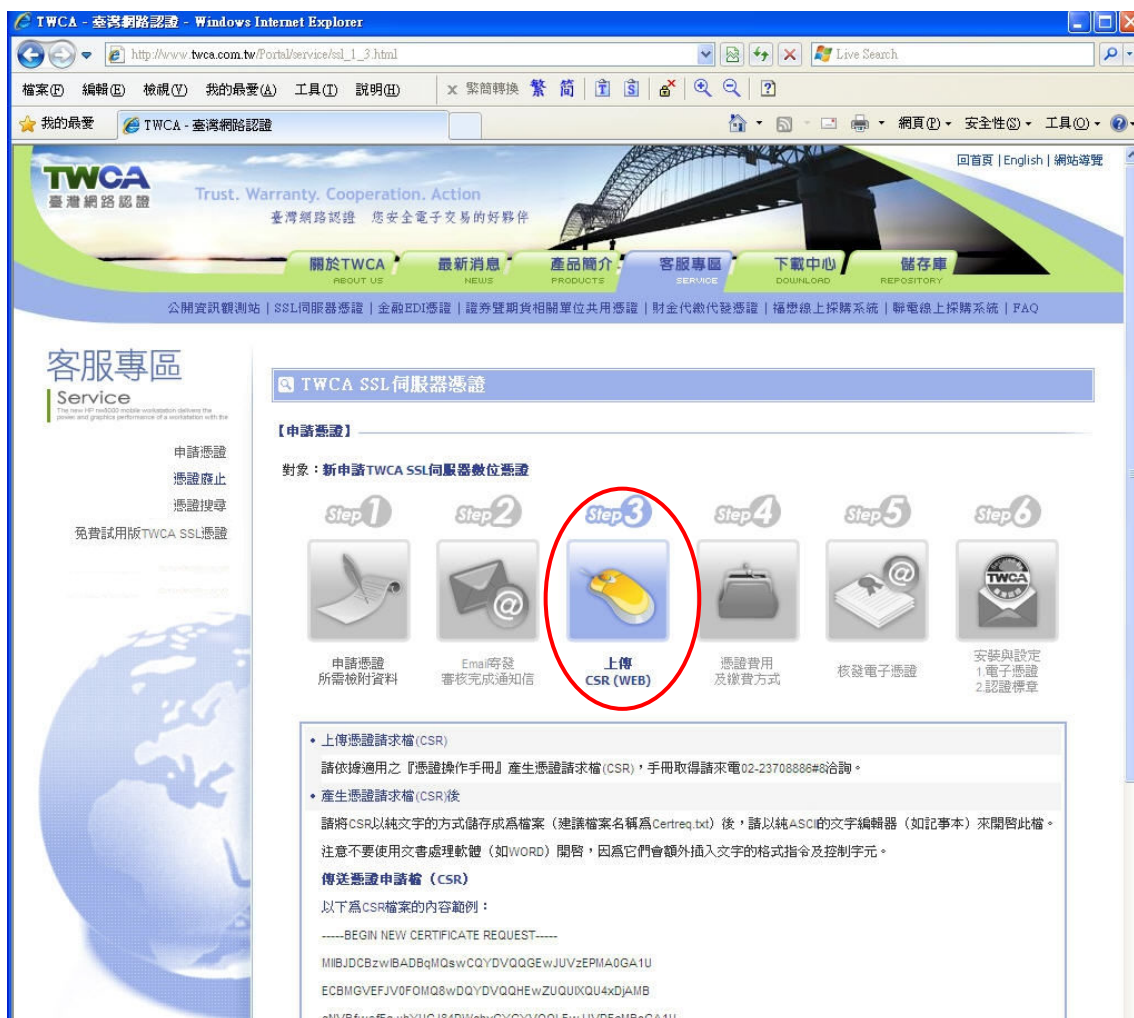 TWCA - 臺灣網路認證 - Windows Internet Explorer
http://www.twca.com.tw/Portal/service/ssl_1_3.html
Live Search
檔案(F) 編輯(E) 檢視(V) 我的最愛(A) 工具(T) 說明(H) x 繁簡轉換 繁 简
我的最愛 TWCA - 臺灣網路認證 網頁(P) 安全性(S) 工具(O)
回首頁 | English | 網站導覽
TWCA
臺灣網路認證
Trust. Warranty. Cooperation. Action
臺灣網路認證 您安全電子交易的好夥伴
關於TWCA 最新消息 產品簡介 客服專區 下載中心 儲存庫
ABOUT US NEWS PRODUCTS SERVICE DOWNLOAD REPOSITORY
公開資訊觀測站 | SSL伺服器憑證 | 金融EDI憑證 | 證券暨期貨相關單位共用憑證 | 財金代繳代發憑證 | 福懋線上採購系統 | 聯電線上採購系統 | FAQ
客服專區
Service
The new HP nw8000 mobile workstation delivers the
power and graphics performance of a workstation with the
申請憑證
憑證廢止
憑證搜尋
免費試用版TWCA SSL憑證
TWCA SSL伺服器憑證
【申請憑證】
對象：新申請TWCA SSL伺服器數位憑證
Step1 Step2 Step3 Step4 Step5 Step6
TWCA
申請憑證
所需檢附資料
Email寄發
審核完成通知信
上傳
CSR (WEB)
憑證費用
及繳費方式
核發電子憑證
安裝與設定
1.電子憑證
2.認證標章
• 上傳憑證請求檔(CSR)
請依據適用之『憑證操作手冊』產生憑證請求檔(CSR)，手冊取得請來電02-23708886#8洽詢。
• 產生憑證請求檔(CSR)後
請將CSR以純文字的方式儲存成為檔案（建議檔案名稱為Certreq.txt）後，請以純ASCII的文字編輯器（如記事本）來開啓此檔。
注意不要使用文書處理軟體（如WORD）開啓，因為它們會額外插入文字的格式指令及控制字元。
傳送憑證申請檔（CSR）
以下為CSR檔案的內容範例：
-----BEGIN NEW CERTIFICATE REQUEST-----
MIIBJDCBzwIBADBqMQswCQYDVQQGEwJUVzEPMA0GA1U
ECBMGVEFJV0FOMQ8wDQYDVQQHEwZUQUlXQU4xDjAMB